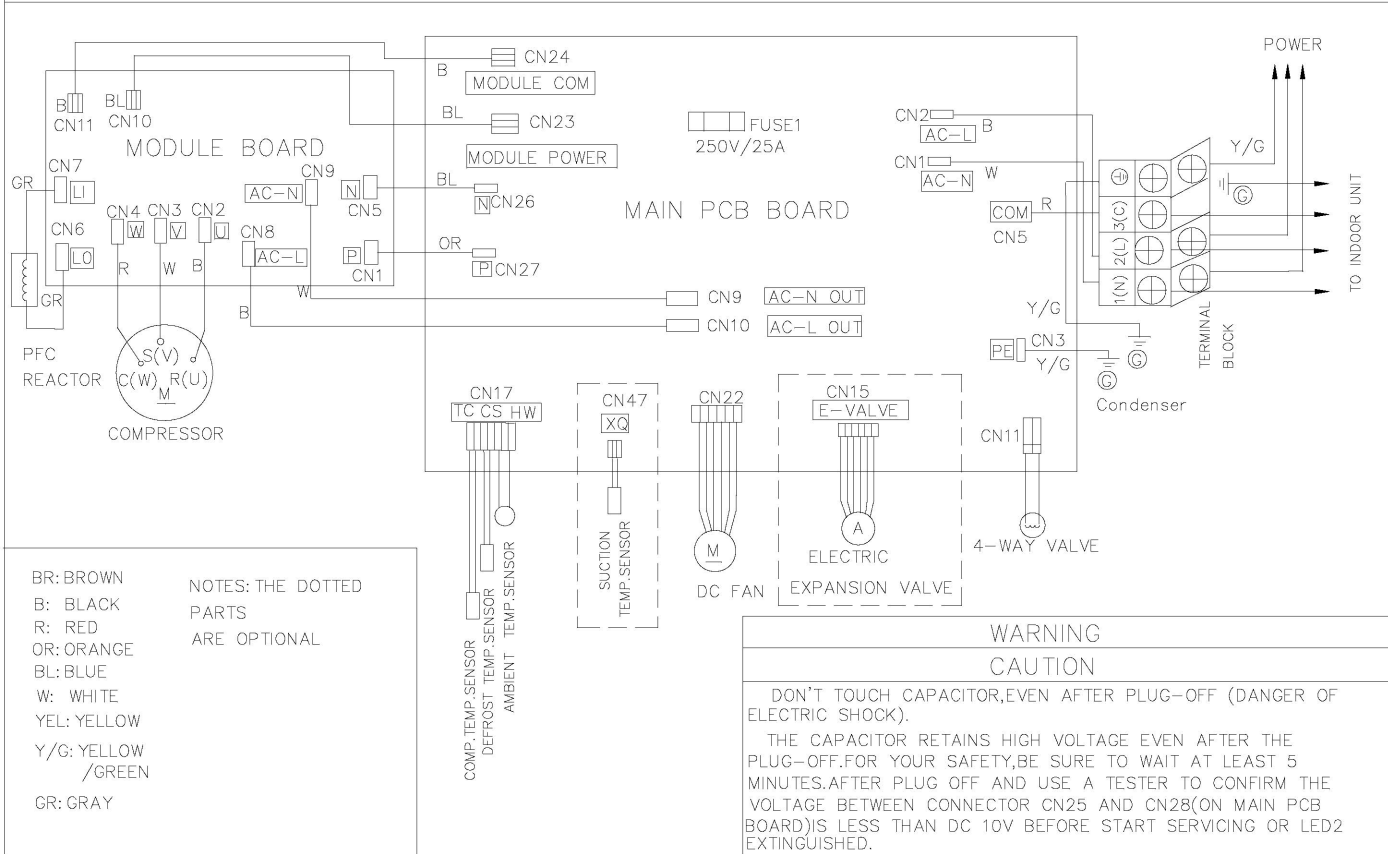 POWER
CN24
B
MODULE COM
B
BL
CN11
CN10
BL
CN23
MODULE POWER
FUSE1
250V/25A
CN2
B
AC-L
CN1
W
AC-N
Y/G
G
MODULE BOARD
MAIN PCB BOARD
CN7
LI
GR
CN9
AC-N
N
CN5
BL
N
CN26
CN4
W
CN3
V
CN2
U
CN8
AC-L
CN6
LO
P
CN1
OR
P
CN27
COM
R
CN5
3(C)
2(L)
1(N)
TO INDOOR UNIT
R
W
B
W
B
GR
CN9
AC-N OUT
CN10
AC-L OUT
Y/G
PE
CN3
Y/G
G
G
Condenser
TERMINAL
BLOCK
PFC
REACTOR
S(V)
C(W)
R(U)
M
COMPRESSOR
CN17
TC CS HW
CN47
XQ
CN22
CN15
E-VALVE
CN11
COMP.TEMP.SENSOR
DEFROST TEMP.SENSOR
AMBIENT TEMP.SENSOR
SUCTION
TEMP.SENSOR
M
DC FAN
A
ELECTRIC
EXPANSION VALVE
4-WAY VALVE
BR: BROWN
B: BLACK
R: RED
OR: ORANGE
BL: BLUE
W: WHITE
YEL: YELLOW
Y/G: YELLOW
/GREEN
GR: GRAY
NOTES: THE DOTTED
PARTS
ARE OPTIONAL
WARNING
CAUTION
DON'T TOUCH CAPACITOR,EVEN AFTER PLUG-OFF (DANGER OF
ELECTRIC SHOCK).
THE CAPACITOR RETAINS HIGH VOLTAGE EVEN AFTER THE
PLUG-OFF.FOR YOUR SAFETY,BE SURE TO WAIT AT LEAST 5
MINUTES.AFTER PLUG OFF AND USE A TESTER TO CONFIRM THE
VOLTAGE BETWEEN CONNECTOR CN25 AND CN28(ON MAIN PCB
BOARD)IS LESS THAN DC 10V BEFORE START SERVICING OR LED2
EXTINGUISHED.